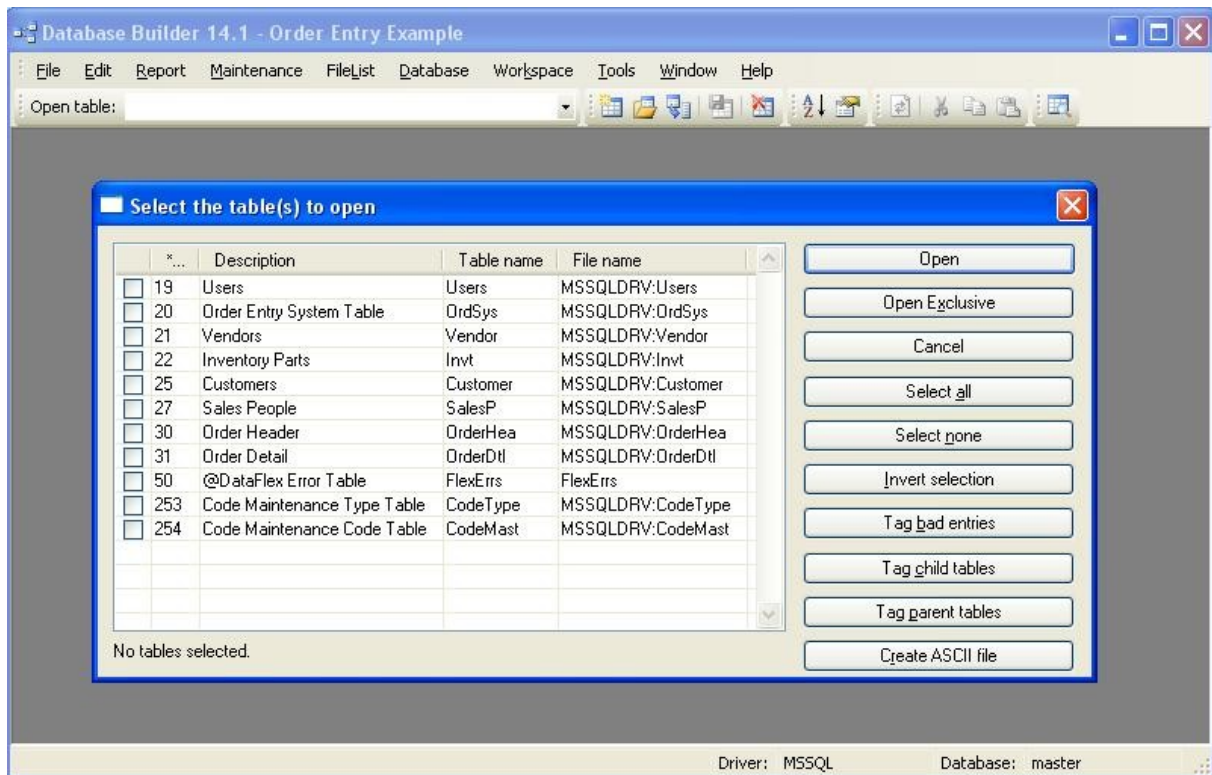 Database Builder 14.1 - Order Entry Example
File Edit Report Maintenance FileList Database Workspace Tools Window Help
Open table:
Select the table(s) to open
*... Description Table name File name
19 Users Users MSSQLDRV:Users
20 Order Entry System Table OrdSys MSSQLDRV:OrdSys
21 Vendors Vendor MSSQLDRV:Vendor
22 Inventory Parts Invt MSSQLDRV:Invt
25 Customers Customer MSSQLDRV:Customer
27 Sales People SalesP MSSQLDRV:SalesP
30 Order Header OrderHea MSSQLDRV:OrderHea
31 Order Detail OrderDtl MSSQLDRV:OrderDtl
50 @DataFlex Error Table FlexErrs FlexErrs
253 Code Maintenance Type Table CodeType MSSQLDRV:CodeType
254 Code Maintenance Code Table CodeMast MSSQLDRV:CodeMast
No tables selected.
Open
Open Exclusive
Cancel
Select all
Select none
Invert selection
Tag bad entries
Tag child tables
Tag parent tables
Create ASCII file
Driver: MSSQL Database: master